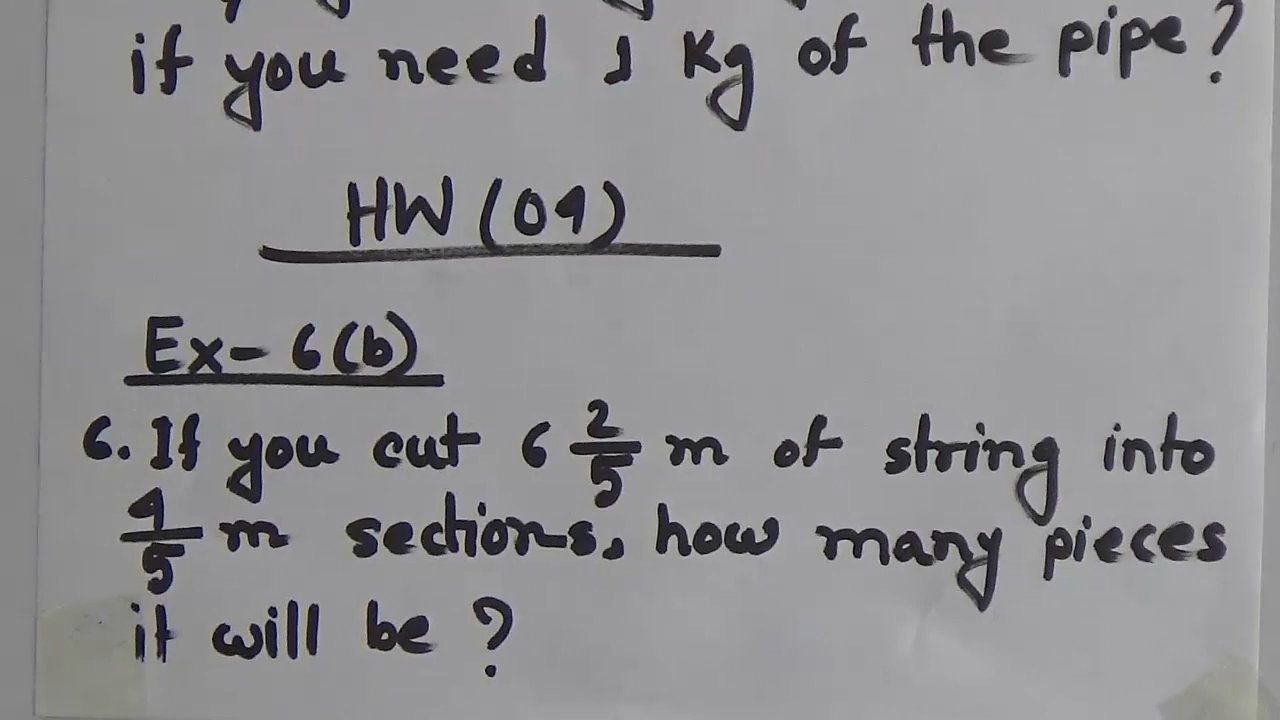 if you need 1 Kg of the pipe?
HW (04)
Ex- 6(b)
6. If you cut 6 2/5 m of string into
4/5 m sections, how many pieces
it will be?